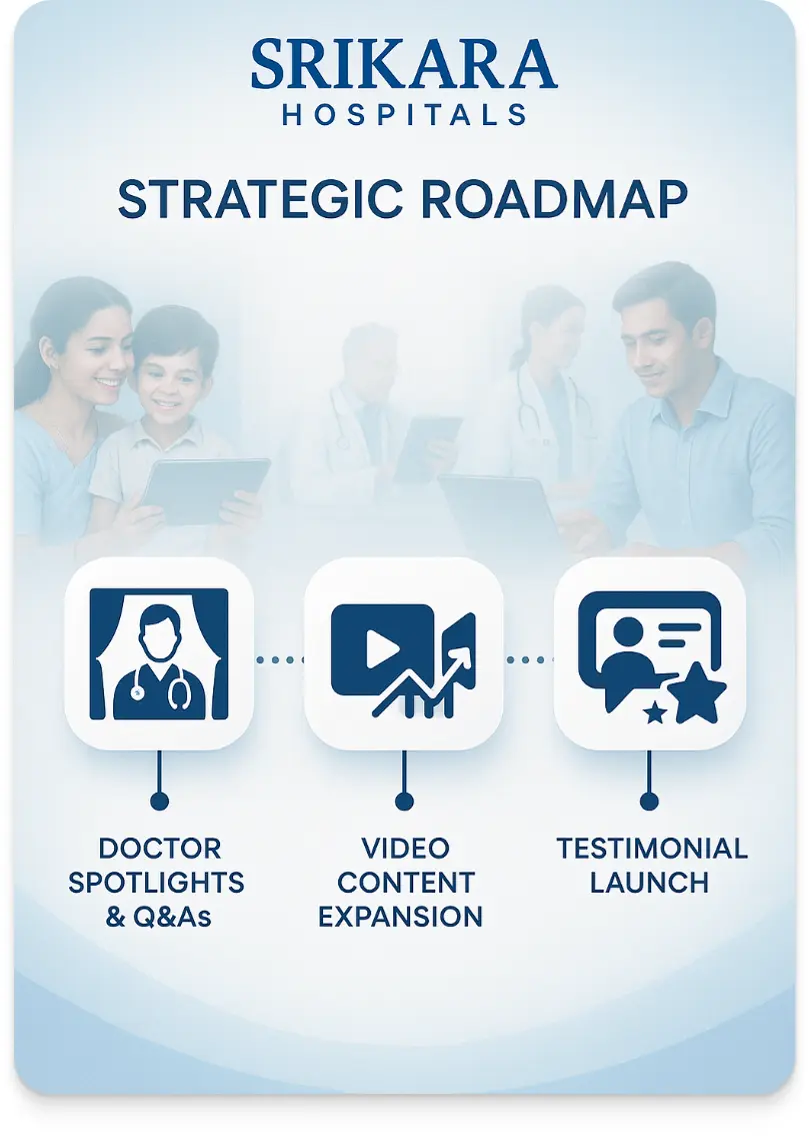 SRIKARA
HOSPITALS
STRATEGIC ROADMAP
DOCTOR
SPOTLIGHTS
& Q&As
VIDEO
CONTENT
EXPANSION
TESTIMONIAL
LAUNCH